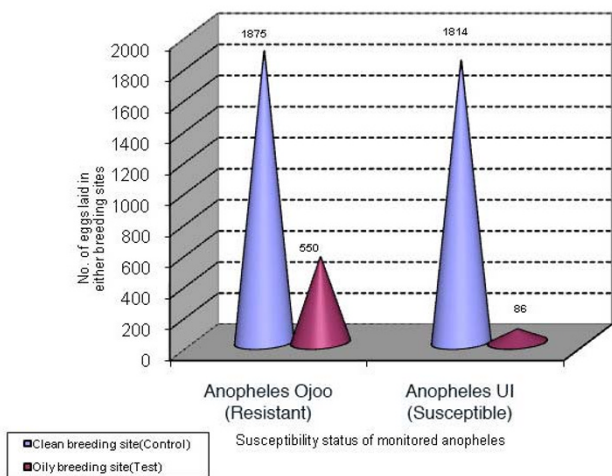 1875
1814
2000
1800
1600
1400
1200
1000
800
600
400
200
0
550
86
No. of eggs laid in
either breeding sites
Anopheles Ojoo
(Resistant)
Anopheles UI
(Susceptible)
Susceptibility status of monitored anopheles
Clean breeding site(Control)
Oily breeding site(Test)